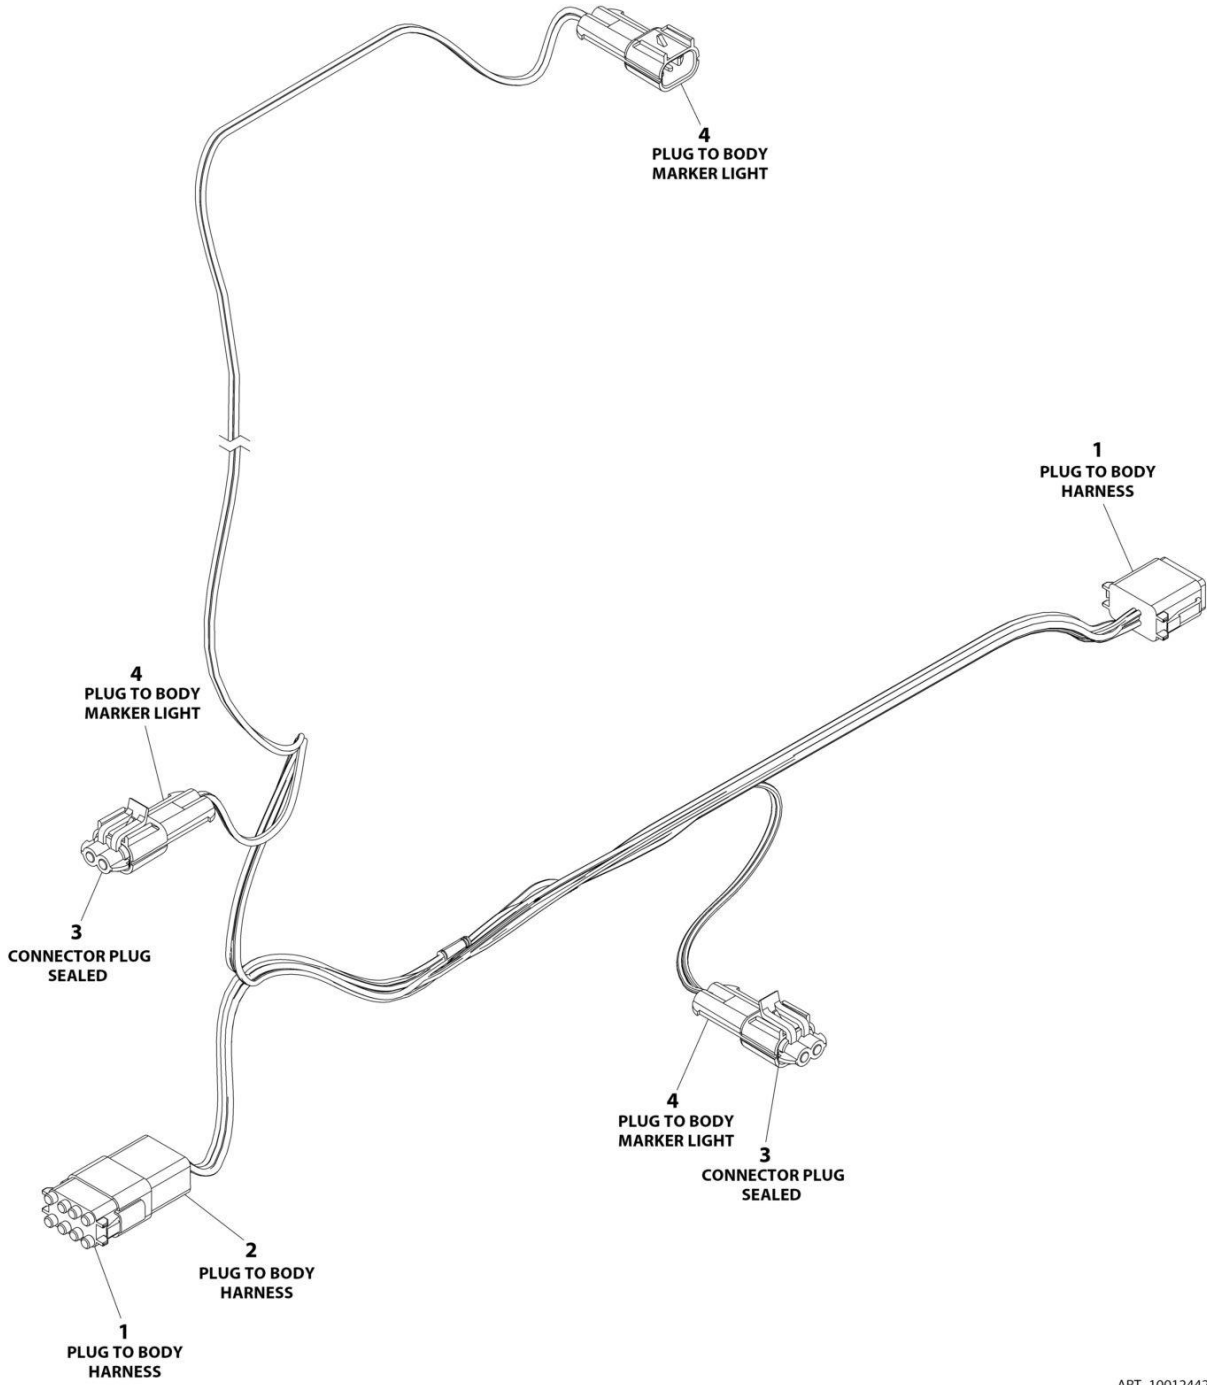 4
PLUG TO BODY
MARKER LIGHT
1
PLUG TO BODY
HARNESS
4
PLUG TO BODY
MARKER LIGHT
3
CONNECTOR PLUG
SEALED
4
PLUG TO BODY
MARKER LIGHT
3
CONNECTOR PLUG
SEALED
2
PLUG TO BODY
HARNESS
1
PLUG TO BODY
HARNESS